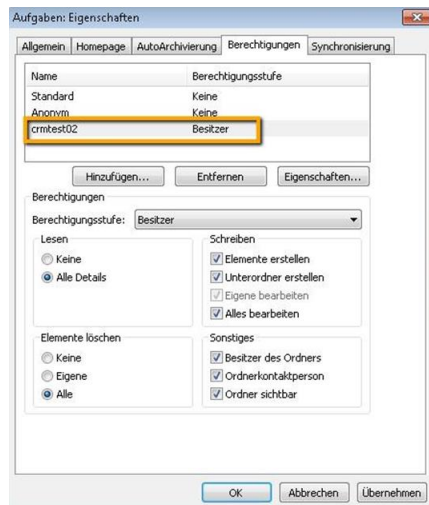 Aufgaben: Eigenschaften
Allgemein Homepage AutoArchivierung Berechtigungen Synchronisierung
Name Berechtigungsstufe
Standard Keine
Anonym Keine
crmtest02 Besitzer
Hinzufügen... Entfernen Eigenschaften...
Berechtigungen
Berechtigungsstufe: Besitzer
Lesen Schreiben
Keine Elemente erstellen
Alle Details Unterordner erstellen
Eigene bearbeiten
Alles bearbeiten
Elemente löschen Sonstiges
Keine Besitzer des Ordners
Eigene Ordnerkontaktperson
Alle Ordner sichtbar
OK Abbrechen Übernehmen